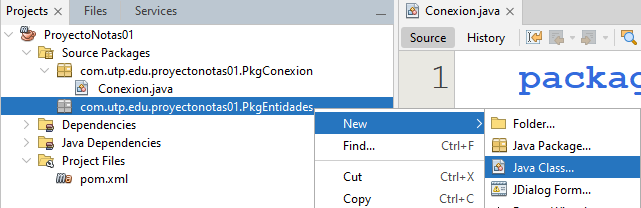 Projects Files Services
ProyectoNotas01
Source Packages
com.utp.edu.proyectonotas01.PkgConexion
Conexion.java
com.utp.edu.proyectonotas01.PkgEntidades
Dependencies
Java Dependencies
Project Files
pom.xml
New
Find... Ctrl+F
Cut Ctrl+X
Copy Ctrl+C
Conexion.java
Source History
1 packag
Folder...
Java Package...
Java Class...
JDialog Form...